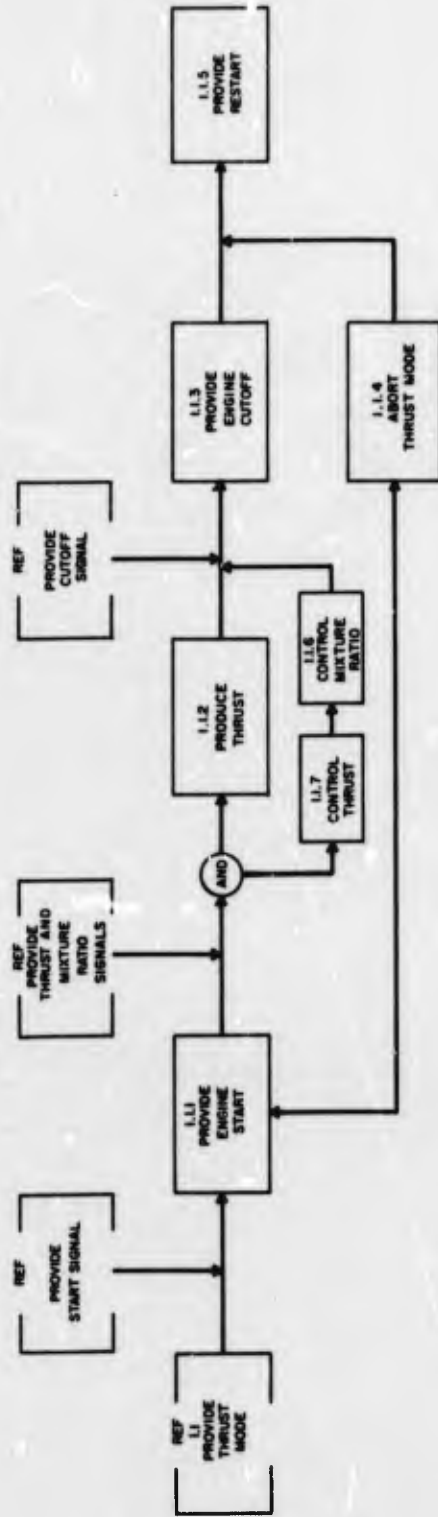 REF
1.1
PROVIDE
THRUST
MODE
REF
PROVIDE
START SIGNAL
1.1.1
PROVIDE
ENGINE
START
REF
PROVIDE
THRUST AND
MIXTURE
RATIO
SIGNALS
AND
1.1.2
PRODUCE
THRUST
1.1.7
CONTROL
THRUST
1.1.6
CONTROL
MIXTURE
RATIO
REF
PROVIDE
CUTOFF
SIGNAL
1.1.3
PROVIDE
ENGINE
CUTOFF
1.1.4
ABORT
THRUST MODE
1.1.5
PROVIDE
RESTART